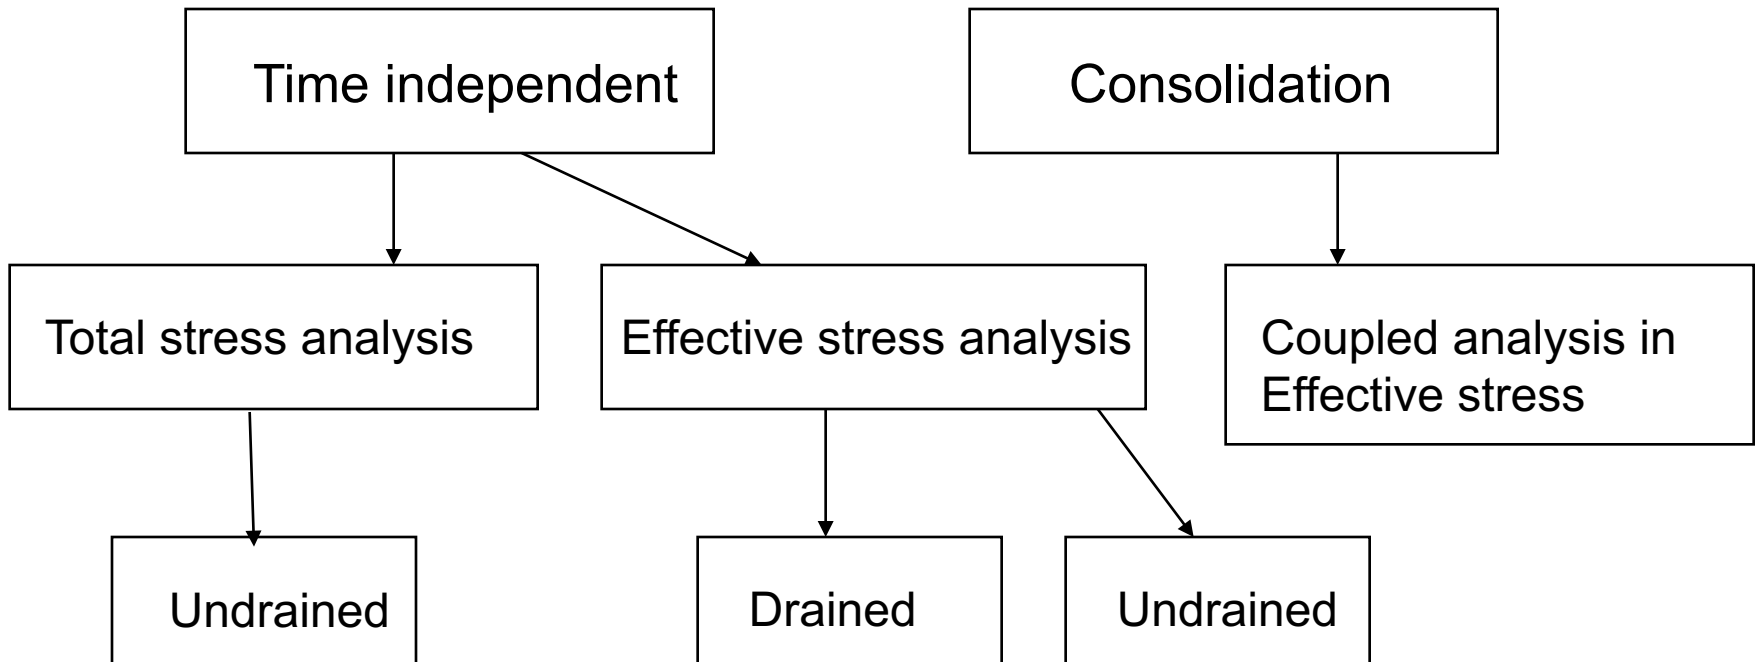 Time independent
Consolidation
Total stress analysis
Effective stress analysis
Coupled analysis in
Effective stress
Undrained
Drained
Undrained